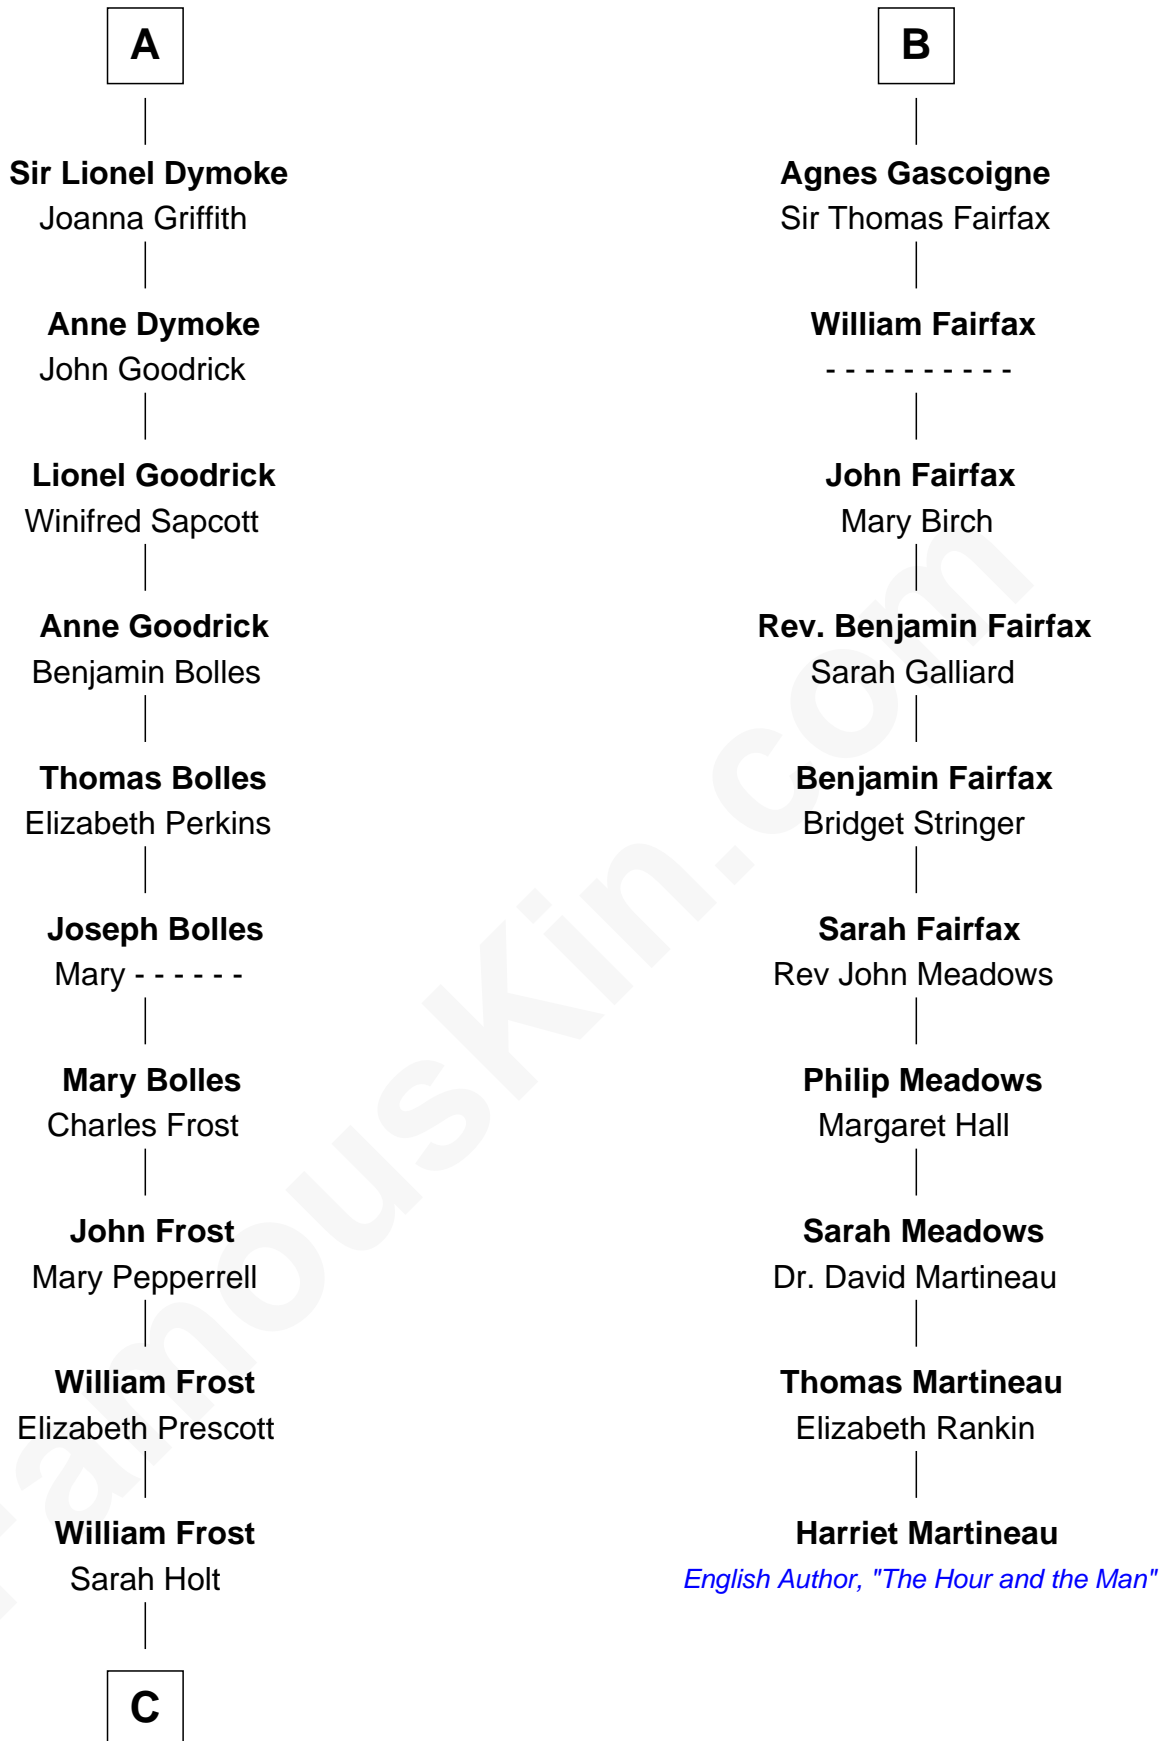 A
Sir Lionel Dymoke
Joanna Griffith
Anne Dymoke
John Goodrick
Lionel Goodrick
Winifred Sapcott
Anne Goodrick
Benjamin Bolles
Thomas Bolles
Elizabeth Perkins
Joseph Bolles
Mary - - - - - -
Mary Bolles
Charles Frost
John Frost
Mary Pepperrell
William Frost
Elizabeth Prescott
William Frost
Sarah Holt
C
B
Agnes Gascoigne
Sir Thomas Fairfax
William Fairfax
- - - - - - - - - -
John Fairfax
Mary Birch
Rev. Benjamin Fairfax
Sarah Galliard
Benjamin Fairfax
Bridget Stringer
Sarah Fairfax
Rev John Meadows
Philip Meadows
Margaret Hall
Sarah Meadows
Dr. David Martineau
Thomas Martineau
Elizabeth Rankin
Harriet Martineau
English Author, "The Hour and the Man"
FamousKin.com